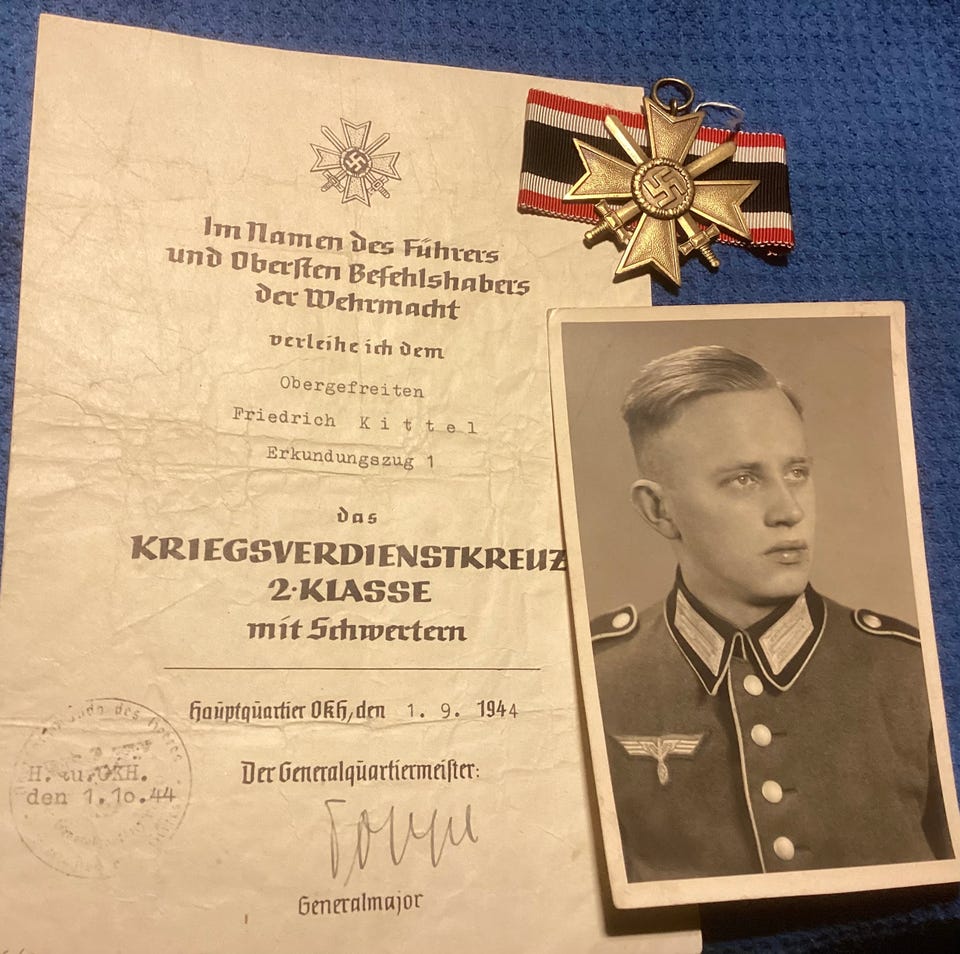 Im Namen des Führers
und Obersten Befehlshabers
der Wehrmacht
verleihe ich dem
Obergefreiten
Friedrich Kittel
Erkundungszug 1
das
KRIEGSVERDIENSTKREUZ
2·KLASSE
mit Schwertern
Hauptquartier OKH, den 1. 9. 1944
Der Generalquartiermeister:
Generalmajor
des Heeres
H. Qu. OKH.
den 1.10.44